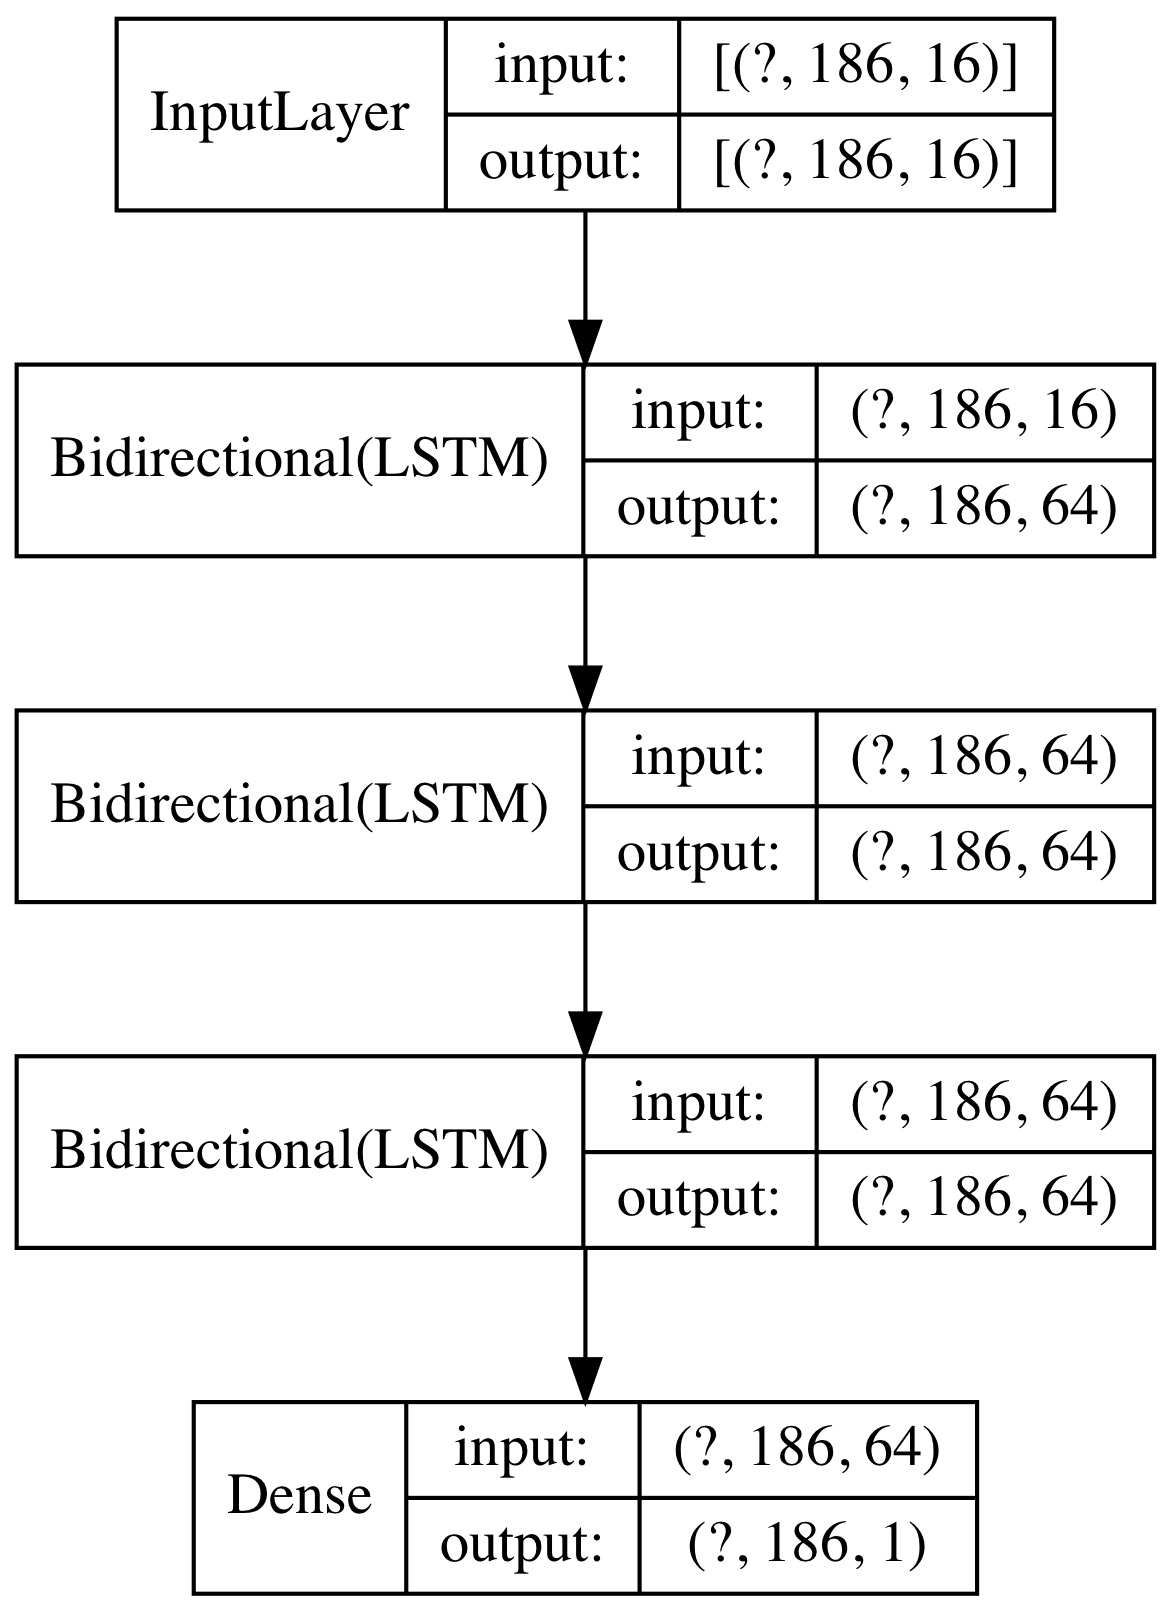 InputLayer
input: [(?, 186, 16)]
output: [(?, 186, 16)]
Bidirectional(LSTM)
input: (?, 186, 16)
output: (?, 186, 64)
Bidirectional(LSTM)
input: (?, 186, 64)
output: (?, 186, 64)
Bidirectional(LSTM)
input: (?, 186, 64)
output: (?, 186, 64)
Dense
input: (?, 186, 64)
output: (?, 186, 1)